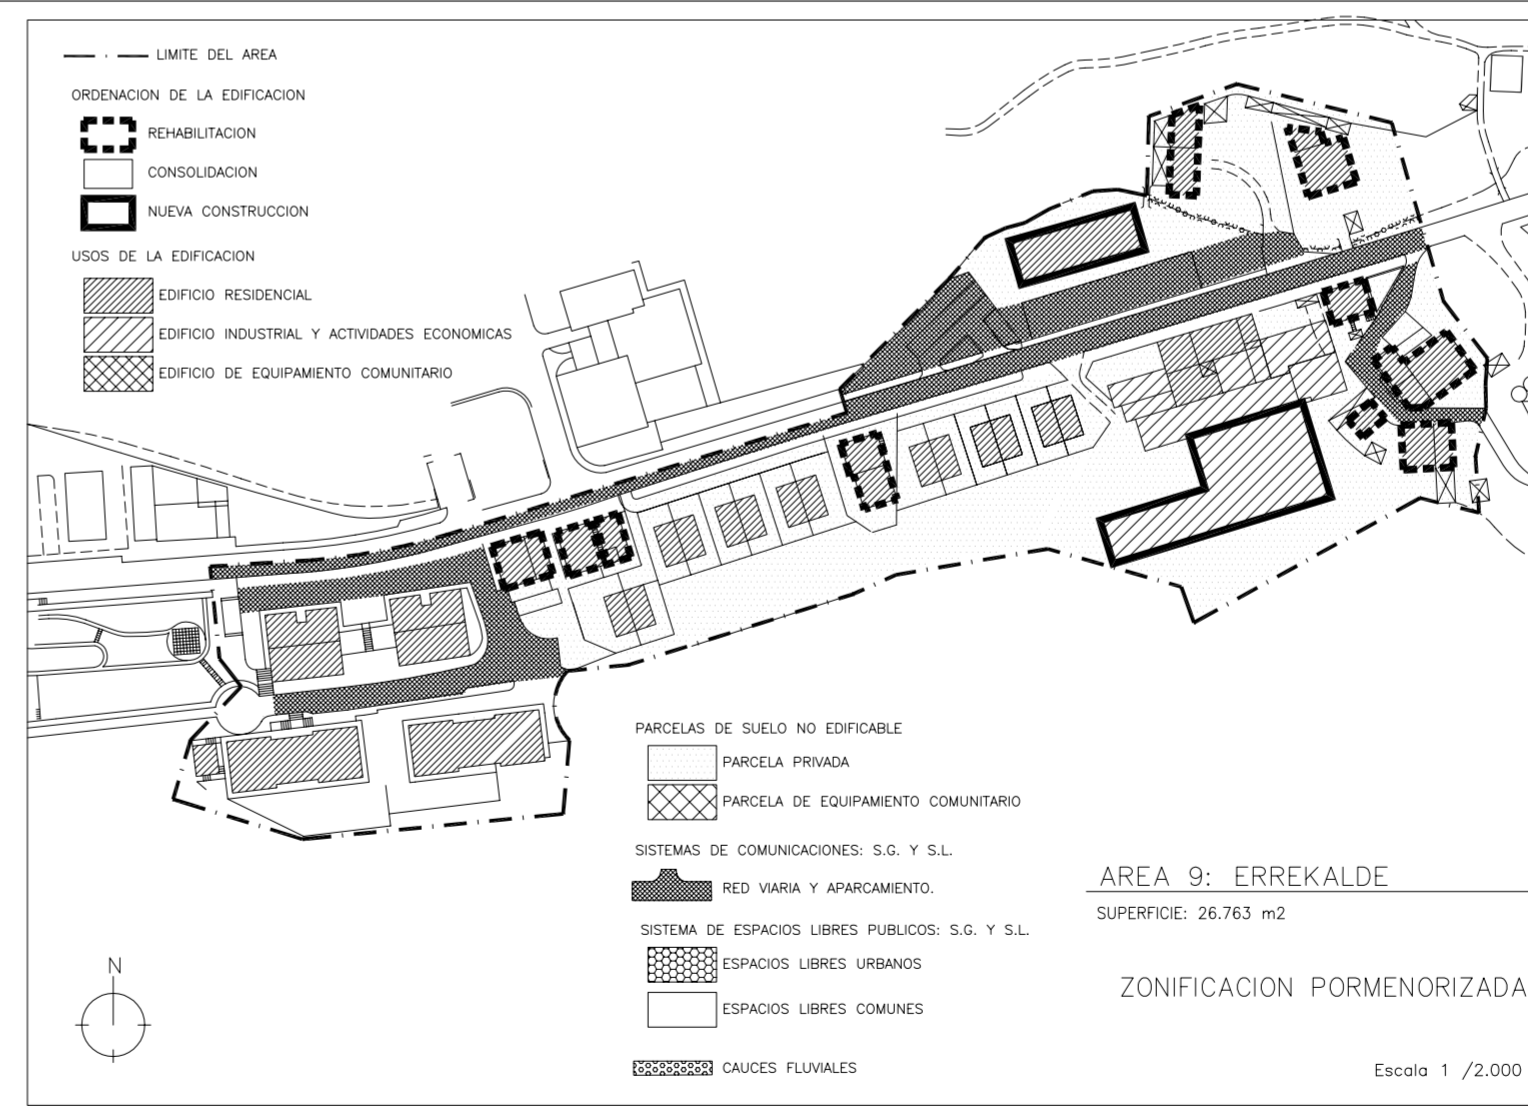 LIMITE DEL AREA
ORDENACION DE LA EDIFICACION
REHABILITACION
CONSOLIDACION
NUEVA CONSTRUCCION
USOS DE LA EDIFICACION
EDIFICIO RESIDENCIAL
EDIFICIO INDUSTRIAL Y ACTIVIDADES ECONOMICAS
EDIFICIO DE EQUIPAMIENTO COMUNITARIO
PARCELAS DE SUELO NO EDIFICABLE
PARCELA PRIVADA
PARCELA DE EQUIPAMIENTO COMUNITARIO
SISTEMAS DE COMUNICACIONES: S.G. Y S.L.
RED VIARIA Y APARCAMIENTO.
SISTEMA DE ESPACIOS LIBRES PUBLICOS: S.G. Y S.L.
ESPACIOS LIBRES URBANOS
ESPACIOS LIBRES COMUNES
CAUCES FLUVIALES
AREA 9: ERREKALDE
SUPERFICIE: 26.763 m2
ZONIFICACION PORMENORIZADA
Escala 1 /2.000
N